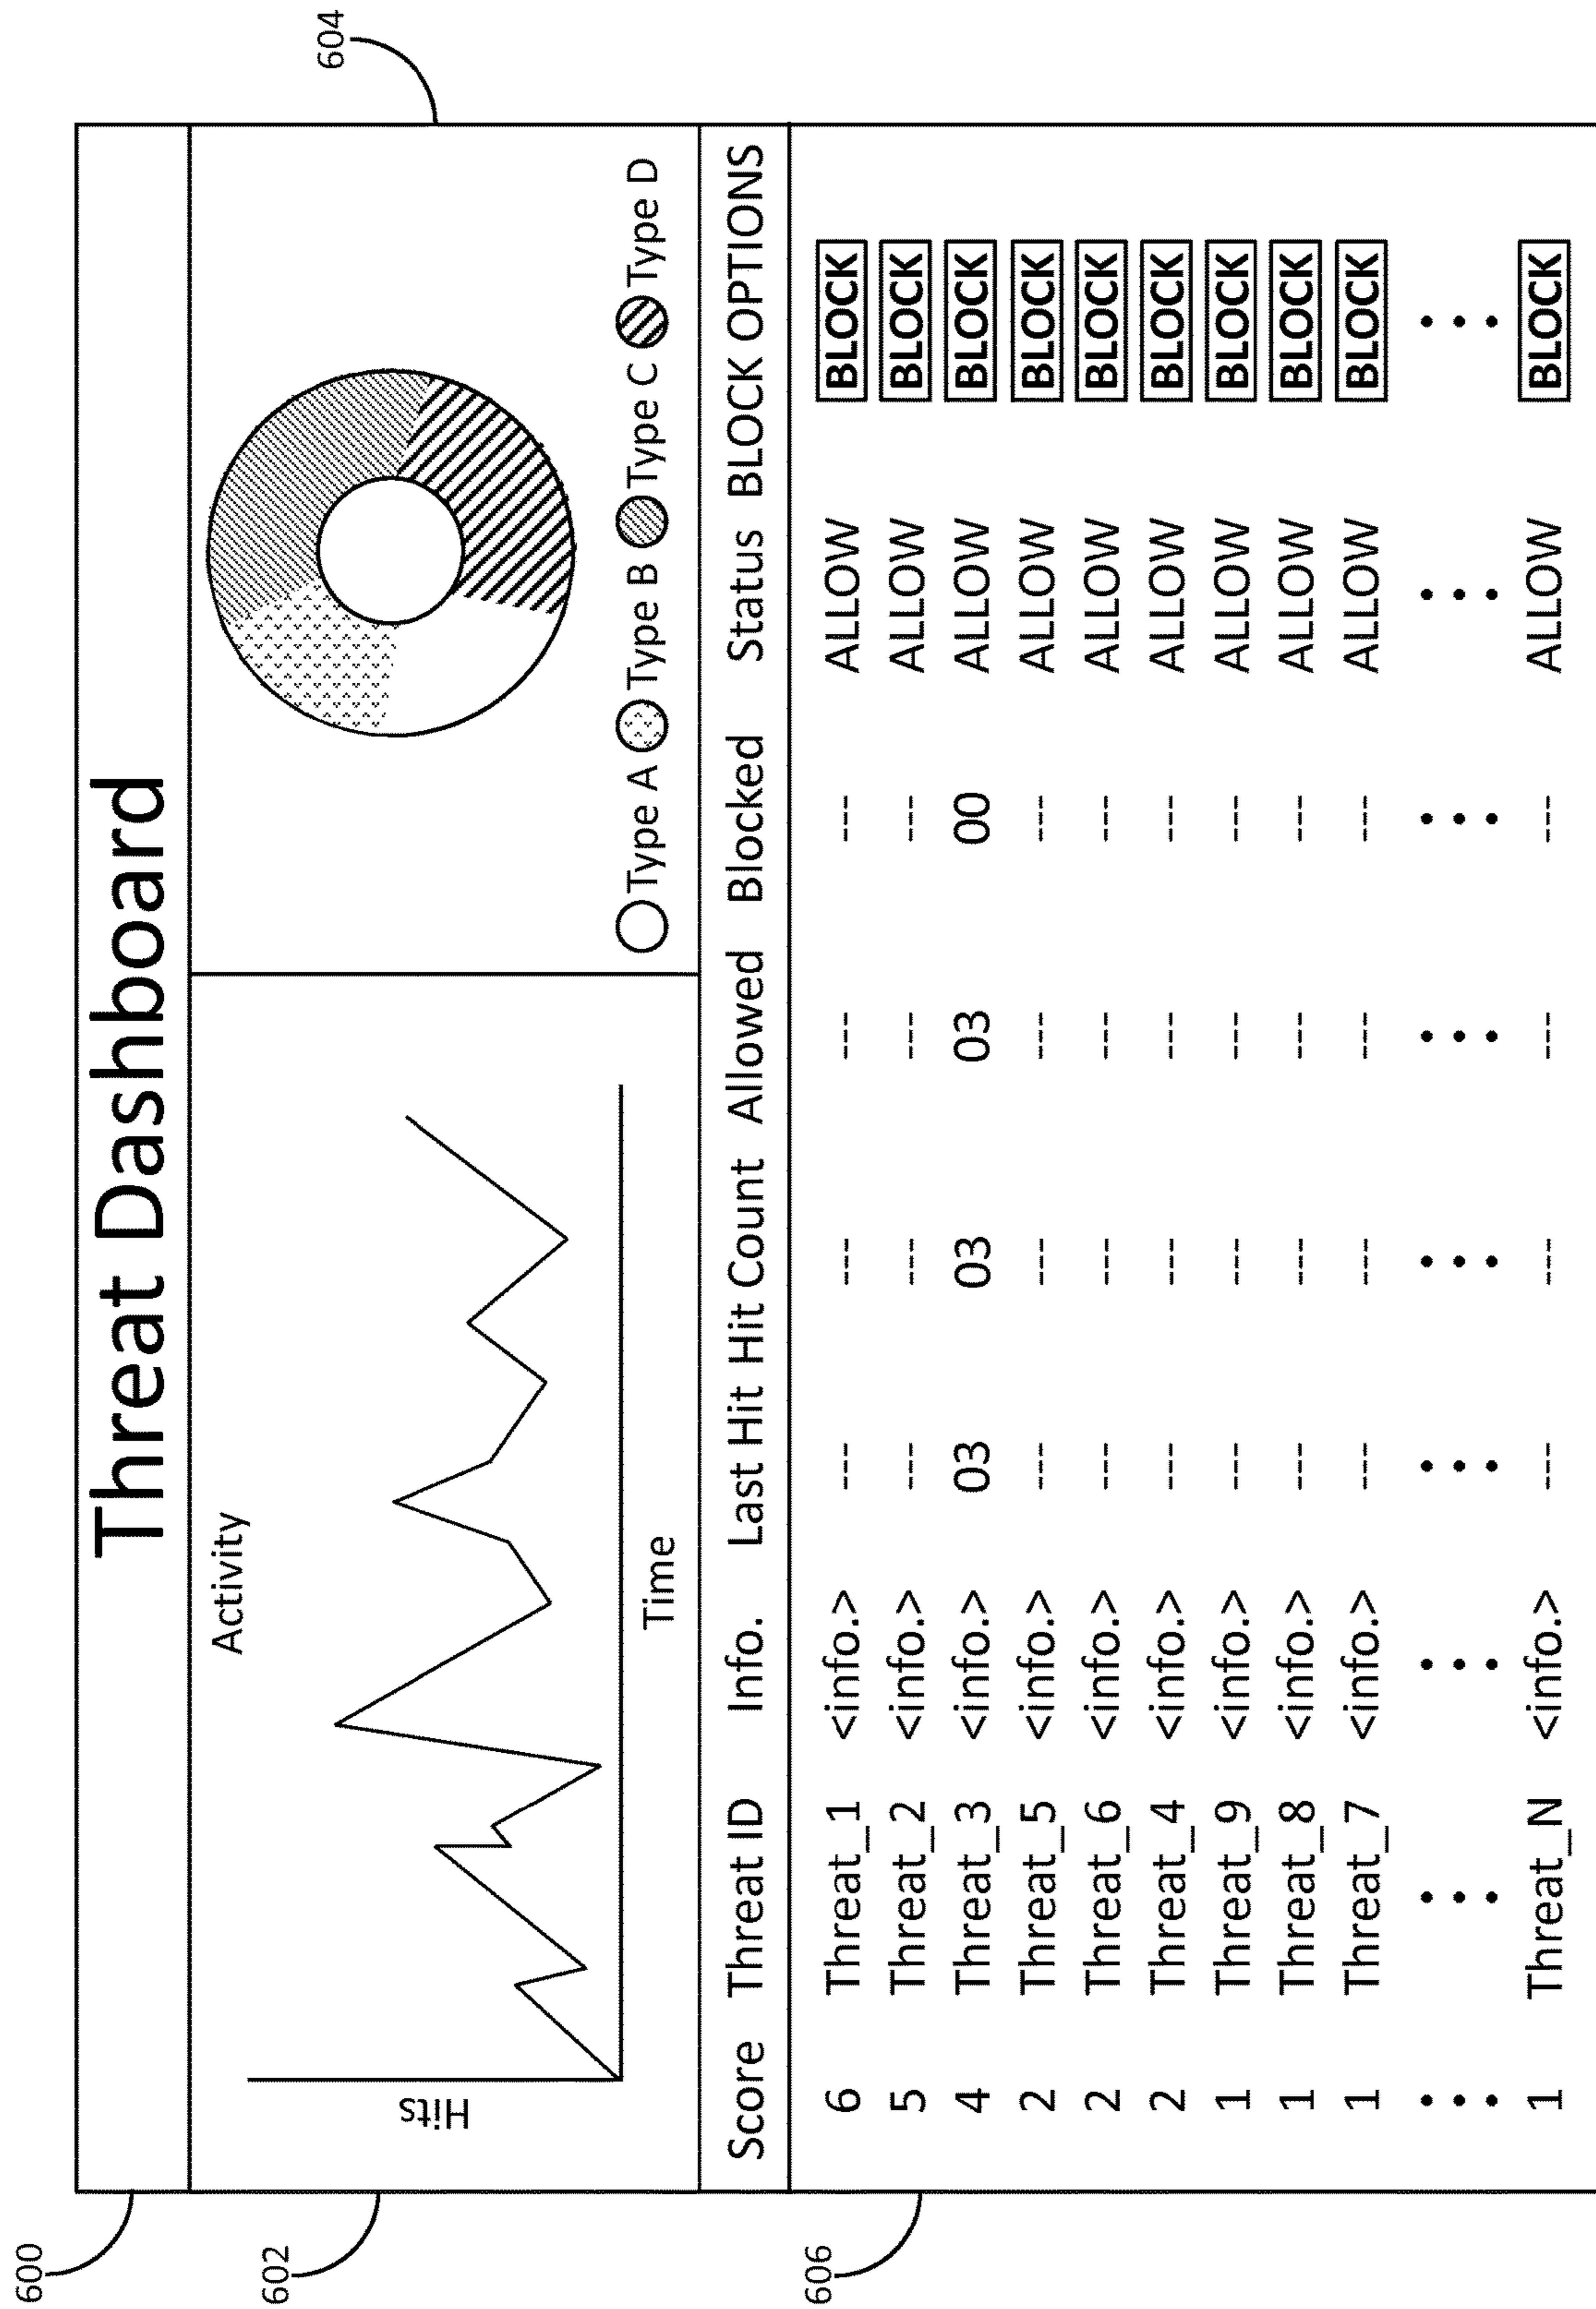 600
Threat Dashboard
602
Activity
Hits
Time
604
Type A Type B Type C Type D
606
Score Threat ID Info. Last Hit Hit Count Allowed Blocked Status BLOCK OPTIONS
6 Threat_1 <info.> --- --- --- --- ALLOW BLOCK
5 Threat_2 <info.> --- --- --- --- ALLOW BLOCK
4 Threat_3 <info.> 03 03 03 00 ALLOW BLOCK
2 Threat_5 <info.> --- --- --- --- ALLOW BLOCK
2 Threat_6 <info.> --- --- --- --- ALLOW BLOCK
2 Threat_4 <info.> --- --- --- --- ALLOW BLOCK
1 Threat_9 <info.> --- --- --- --- ALLOW BLOCK
1 Threat_8 <info.> --- --- --- --- ALLOW BLOCK
1 Threat_7 <info.> --- --- --- --- ALLOW BLOCK
••• ••• ••• ••• ••• ••• ••• ••• •••
1 Threat_N <info.> --- --- --- --- ALLOW BLOCK